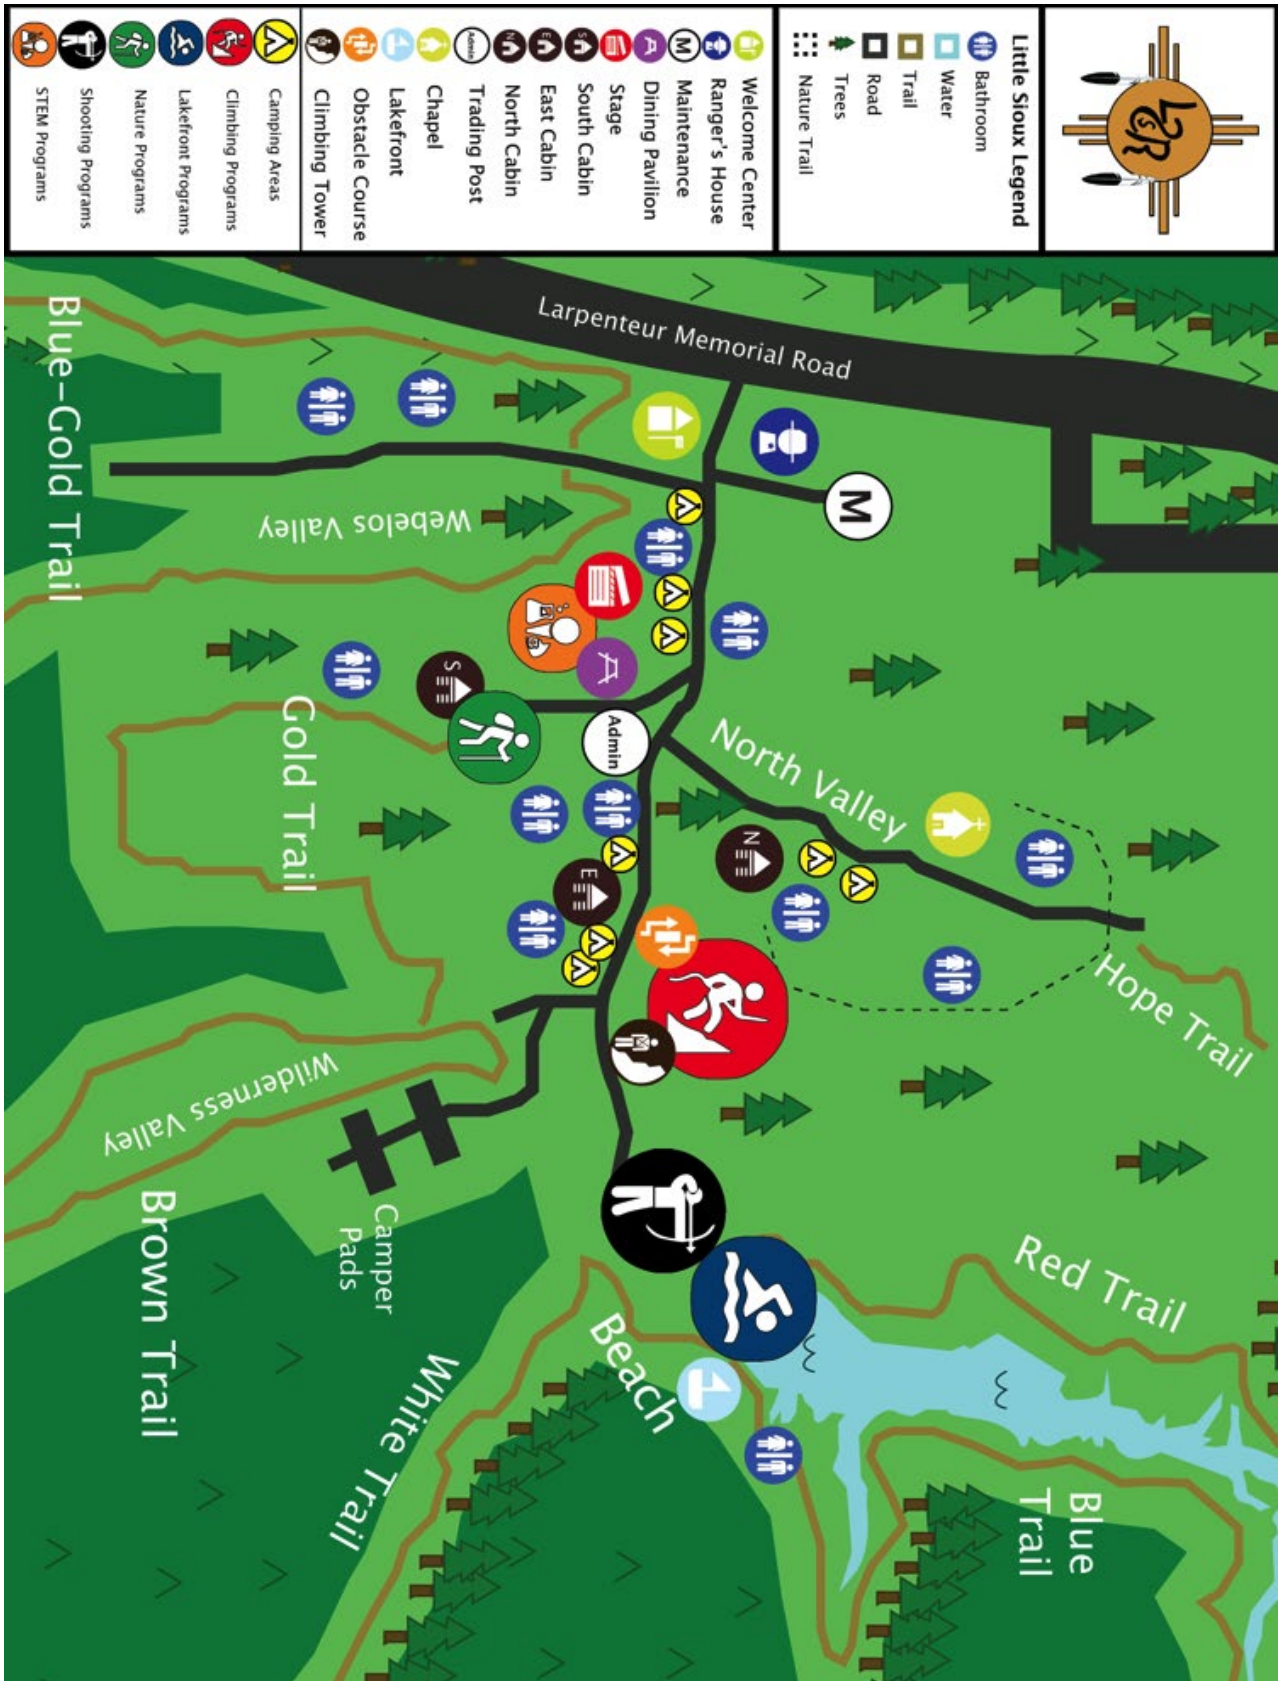 Little Sioux Legend
Bathroom
Water
Trail
Road
Trees
Nature Trail
Welcome Center
Ranger's House
M Maintenance
Dining Pavilion
Stage
S South Cabin
E East Cabin
N North Cabin
Admin Trading Post
Chapel
Lakefront
Obstacle Course
Climbing Tower
Camping Areas
Climbing Programs
Lakefront Programs
Nature Programs
Shooting Programs
STEM Programs
Larpenteur Memorial Road
M
Hope Trail
Red Trail
Blue
Trail
North Valley
N
Admin
E
Beach
S
Webelos Valley
White Trail
Camper
Pads
Wilderness Valley
Gold Trail
Brown Trail
Blue-Gold Trail